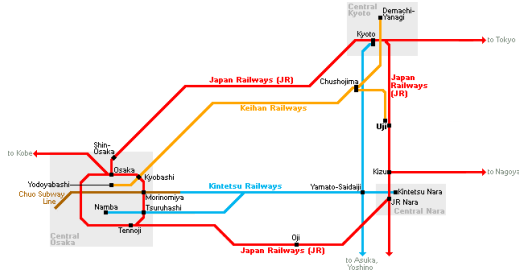 Central
Kyoto
Demachi-
Yanagi
Kyoto
to Tokyo
Japan Railways (JR)
Chushojima
Japan
Railways
(JR)
Keihan Railways
Uji
Shin-
Osaka
to Kobe
Osaka
Kyobashi
Kizu
to Nagoya
Yodoyabashi
Chuo Subway
Line
Morinomiya
Kintetsu Railways
Yamato-Saidaiji
Kintetsu Nara
JR Nara
Central Nara
Namba
Tsuruhashi
Tennoji
Central
Osaka
Oji
Japan Railways (JR)
to Asuka,
Yoshino